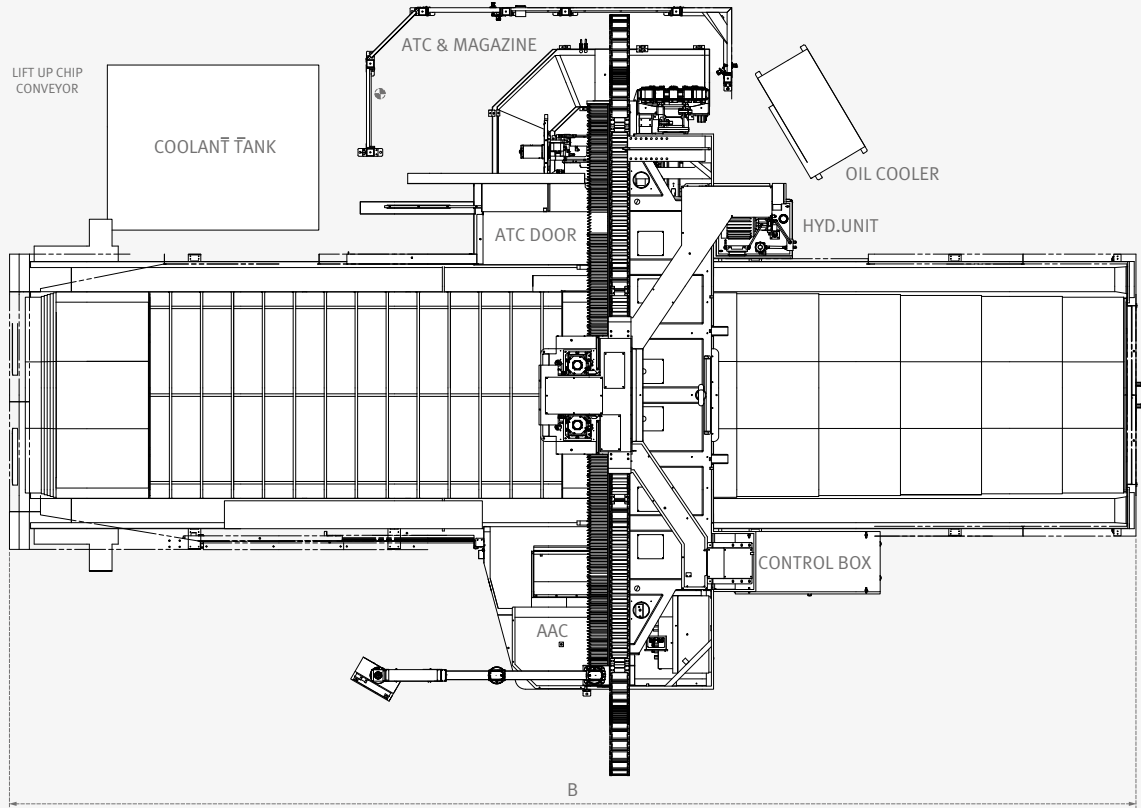 ATC & MAGAZINE
LIFT UP CHIP
CONVEYOR
COOLANT TANK
OIL COOLER
ATC DOOR
HYD.UNIT
CONTROL BOX
AAC
B